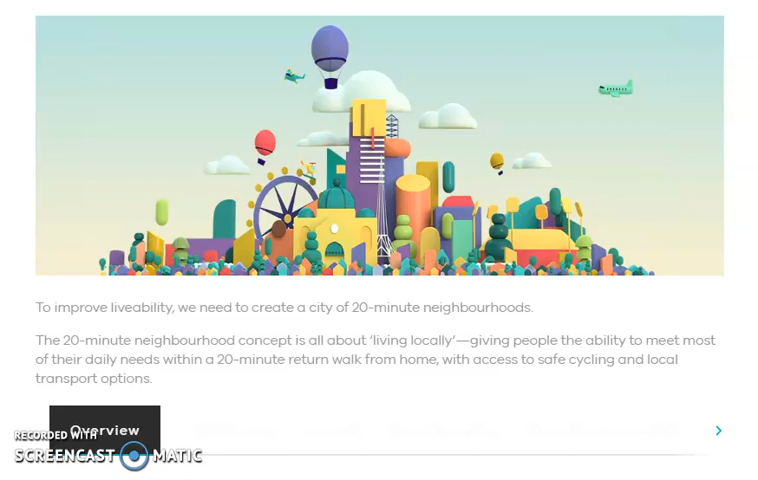 To improve liveability, we need to create a city of 20-minute neighbourhoods.
The 20-minute neighbourhood concept is all about ‘living locally’—giving people the ability to meet most
of their daily needs within a 20-minute return walk from home, with access to safe cycling and local
transport options.
Overview
RECORDED WITH
SCREENCAST MATIC